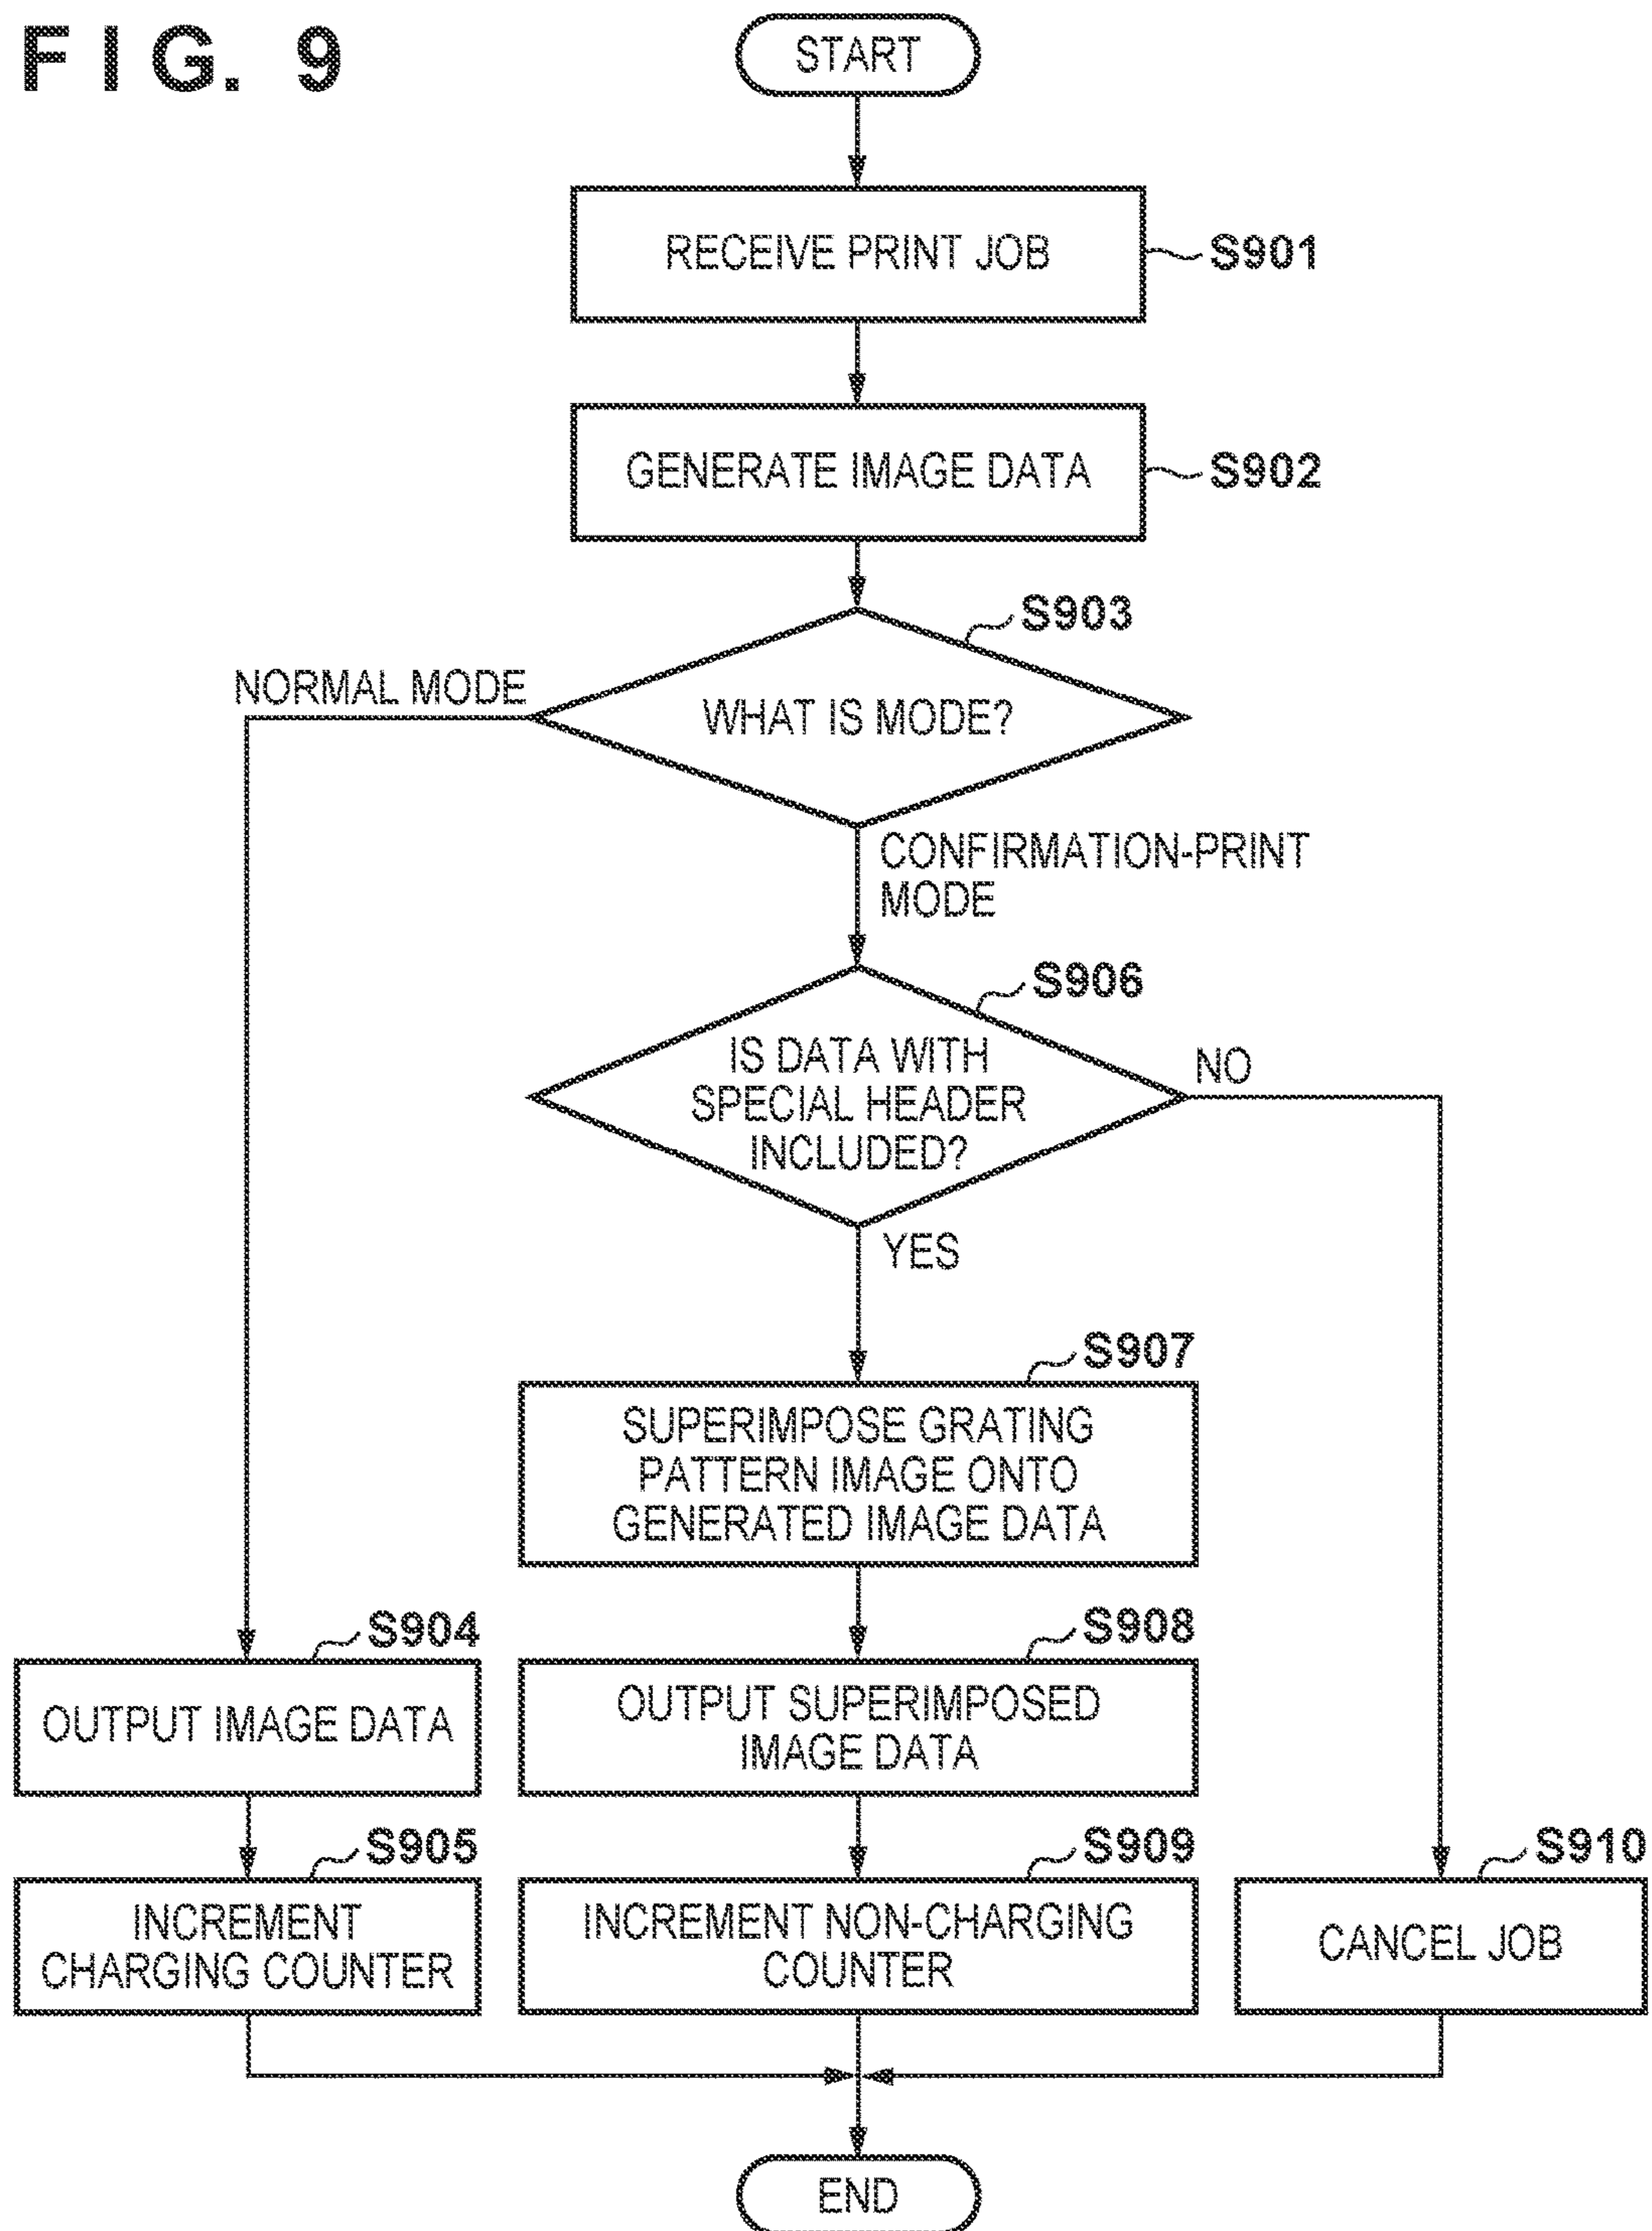 FIG. 9
START
RECEIVE PRINT JOB
S901
GENERATE IMAGE DATA
S902
S903
NORMAL MODE
WHAT IS MODE?
CONFIRMATION-PRINT
MODE
S906
IS DATA WITH
SPECIAL HEADER
INCLUDED?
NO
YES
S907
SUPERIMPOSE GRATING
PATTERN IMAGE ONTO
GENERATED IMAGE DATA
S904
OUTPUT IMAGE DATA
S908
OUTPUT SUPERIMPOSED
IMAGE DATA
S905
INCREMENT
CHARGING COUNTER
S909
INCREMENT NON-CHARGING
COUNTER
S910
CANCEL JOB
END